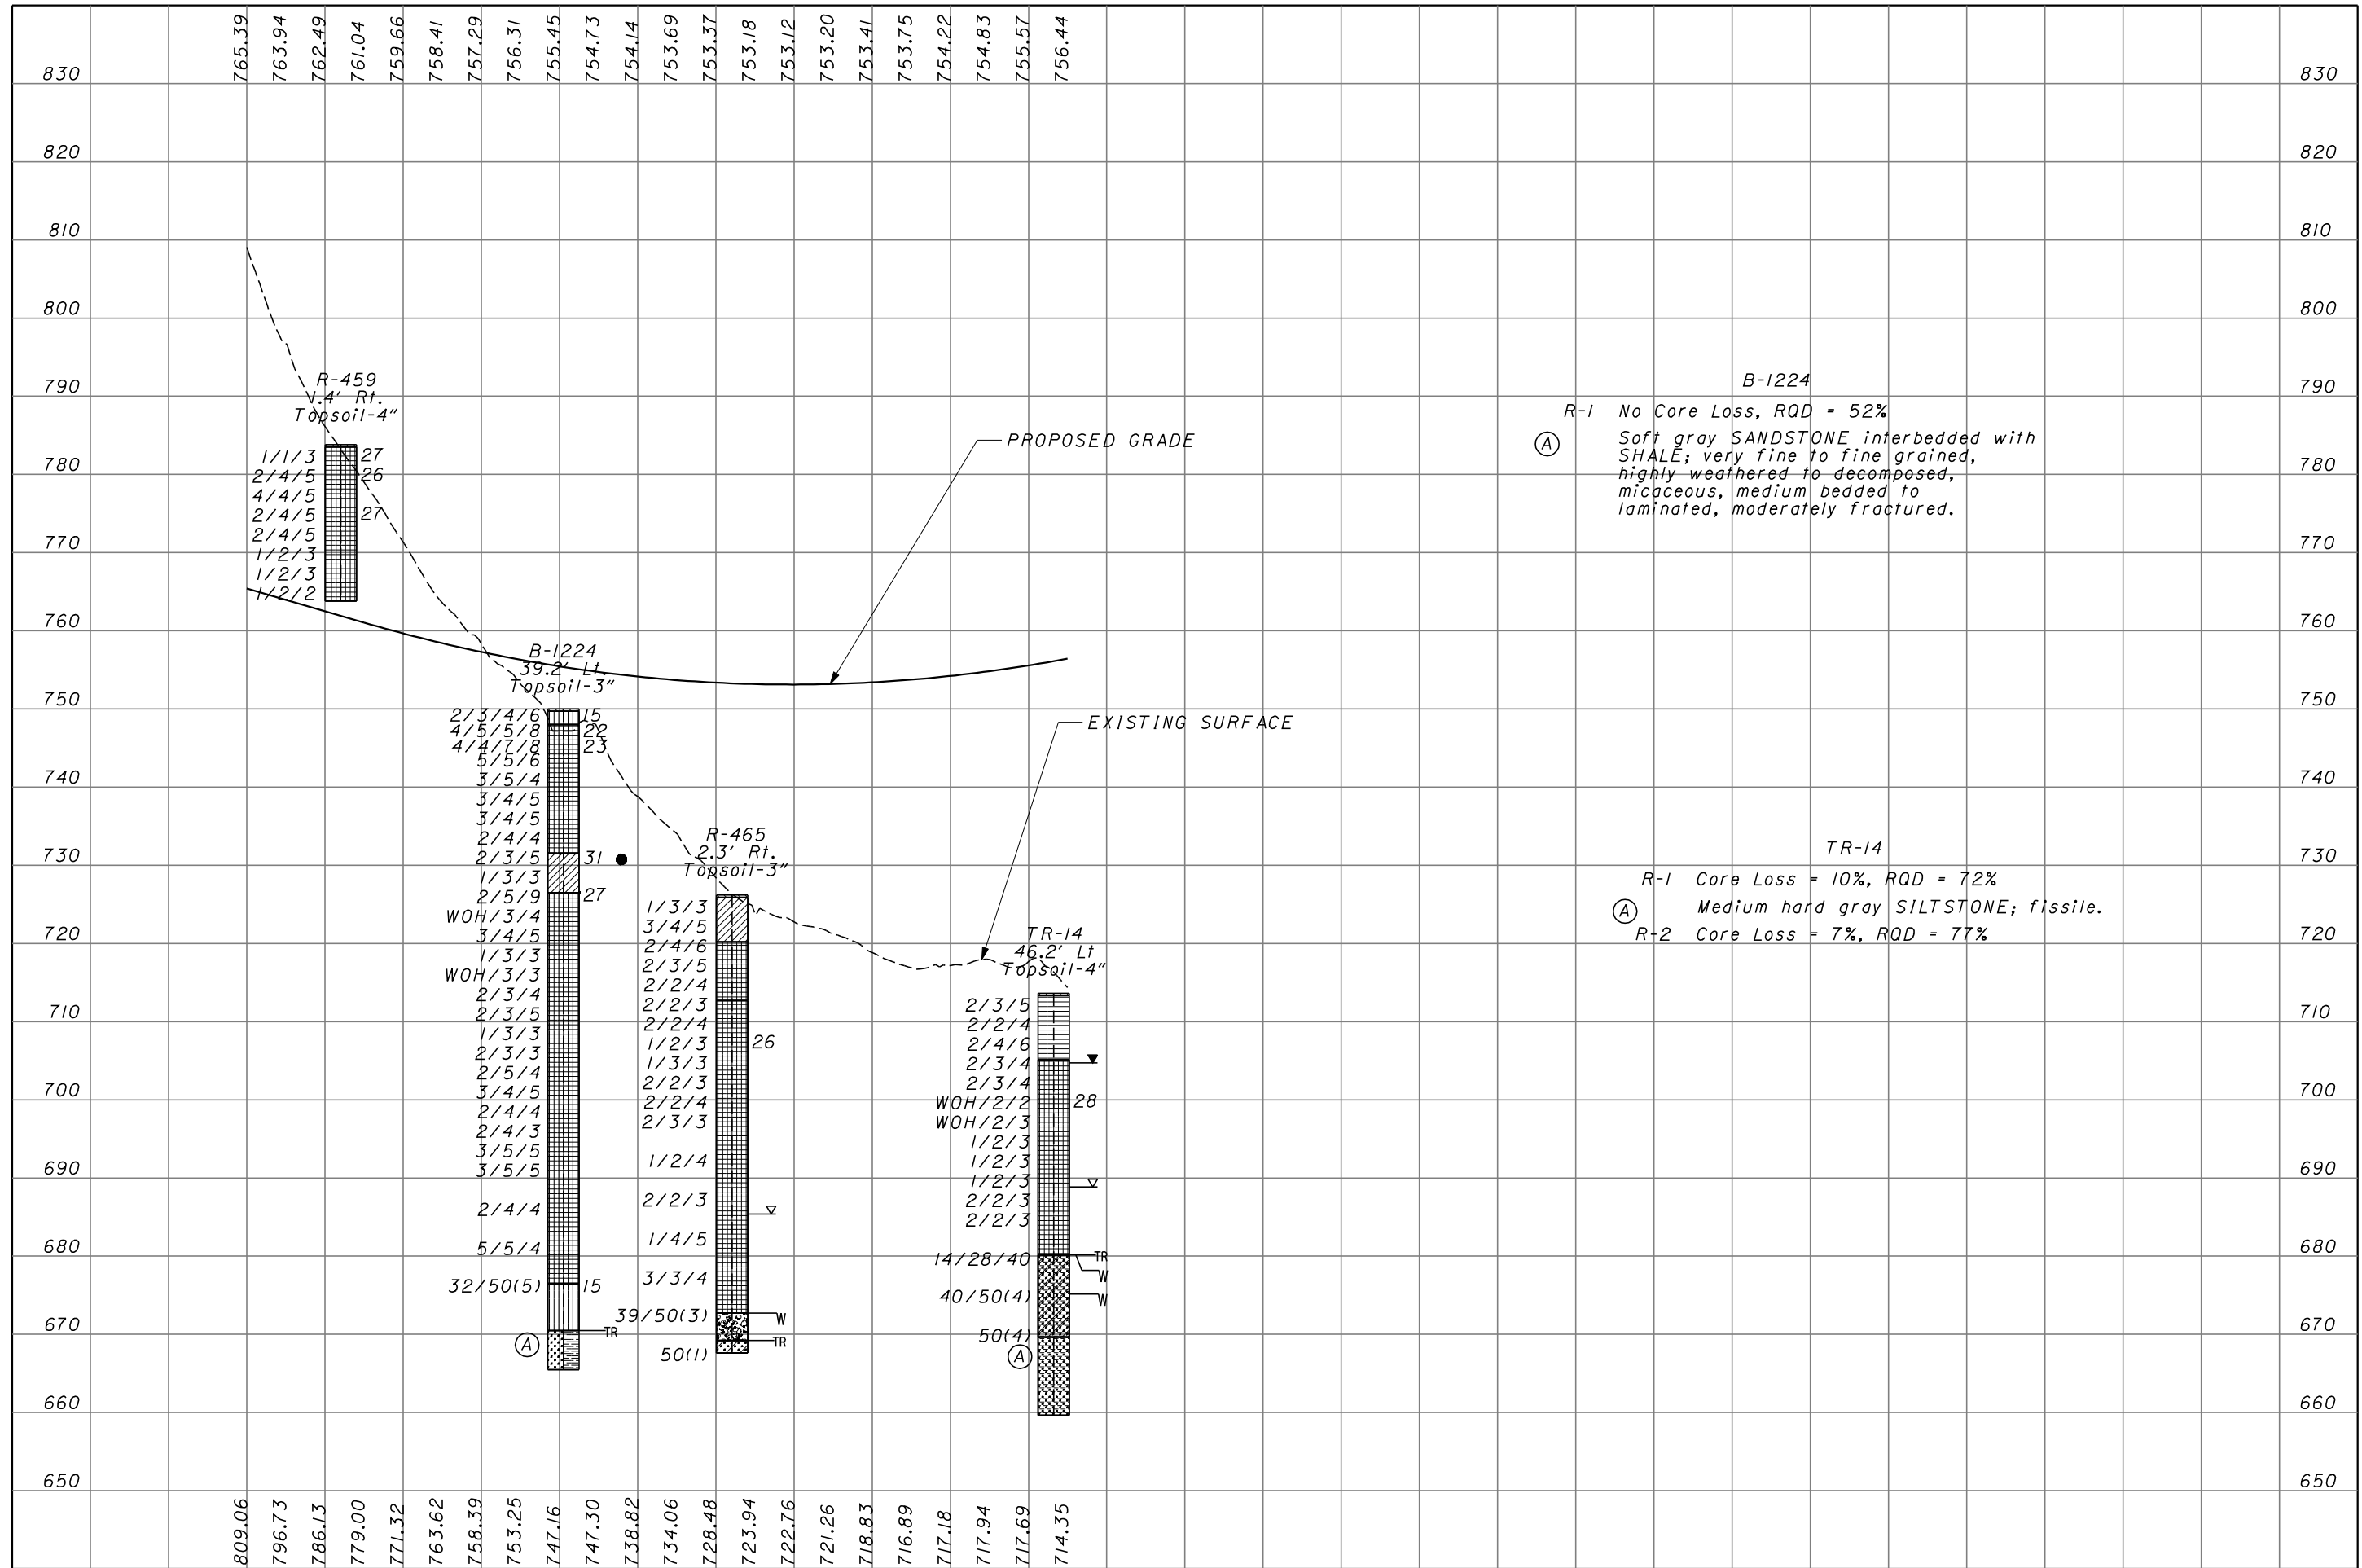 765.39 763.94 762.49 761.04 759.66 758.41 757.29 756.31 755.45 754.73 754.14 753.69 753.37 753.18 753.12 753.20 753.41 753.75 754.22 754.83 755.57 756.44
830 830
820 820
810 810
800 800
790 790
780 780
770 770
760 760
750 750
740 740
730 730
720 720
710 710
700 700
690 690
680 680
670 670
660 660
650 650
R-459
1.4' Rt.
Topsoil-4"
1/1/3 27
2/4/5 26
4/4/5
2/4/5 27
2/4/5
1/2/3
1/2/3
1/2/2
PROPOSED GRADE
EXISTING SURFACE
B-1224
39.2' Lt.
Topsoil-3"
2/3/4/6 15
4/5/5/8 22
4/4/7/8 23
5/5/6
3/5/4
3/4/5
3/4/5
2/4/4
2/3/5 31
1/3/3
2/5/9 27
WOH/3/4
3/4/5
1/3/3
WOH/3/3
2/3/4
2/3/5
1/3/3
2/3/3
2/5/4
3/4/5
2/4/4
2/4/3
3/5/5
3/5/5
2/4/4
5/5/4
32/50(5) 15
TR
A
R-465
2.3' Rt.
Topsoil-3"
1/3/3
3/4/5
2/4/6
2/3/5
2/2/4
2/2/3
2/2/4
1/2/3 26
1/3/3
2/2/3
2/2/4
2/3/3
1/2/4
2/2/3
1/4/5
3/3/4
39/50(3) W
TR
50(1)
TR-14
46.2' Lt
Topsoil-4"
2/3/5
2/2/4
2/4/6
2/3/4
2/3/4
WOH/2/2 28
WOH/2/3
1/2/3
1/2/3
1/2/3
2/2/3
2/2/3
14/28/40 TR
W
40/50(4) W
50(4)
A
B-1224
R-1 No Core Loss, RQD = 52%
A Soft gray SANDSTONE interbedded with
SHALE; very fine to fine grained,
highly weathered to decomposed,
micaceous, medium bedded to
laminated, moderately fractured.
TR-14
R-1 Core Loss = 10%, RQD = 72%
A Medium hard gray SILTSTONE; fissile.
R-2 Core Loss = 7%, RQD = 77%
809.06 796.73 786.13 779.00 771.32 763.62 758.39 753.25 747.16 747.30 738.82 734.06 728.48 723.94 722.76 721.26 718.83 716.89 717.18 717.94 717.69 714.35